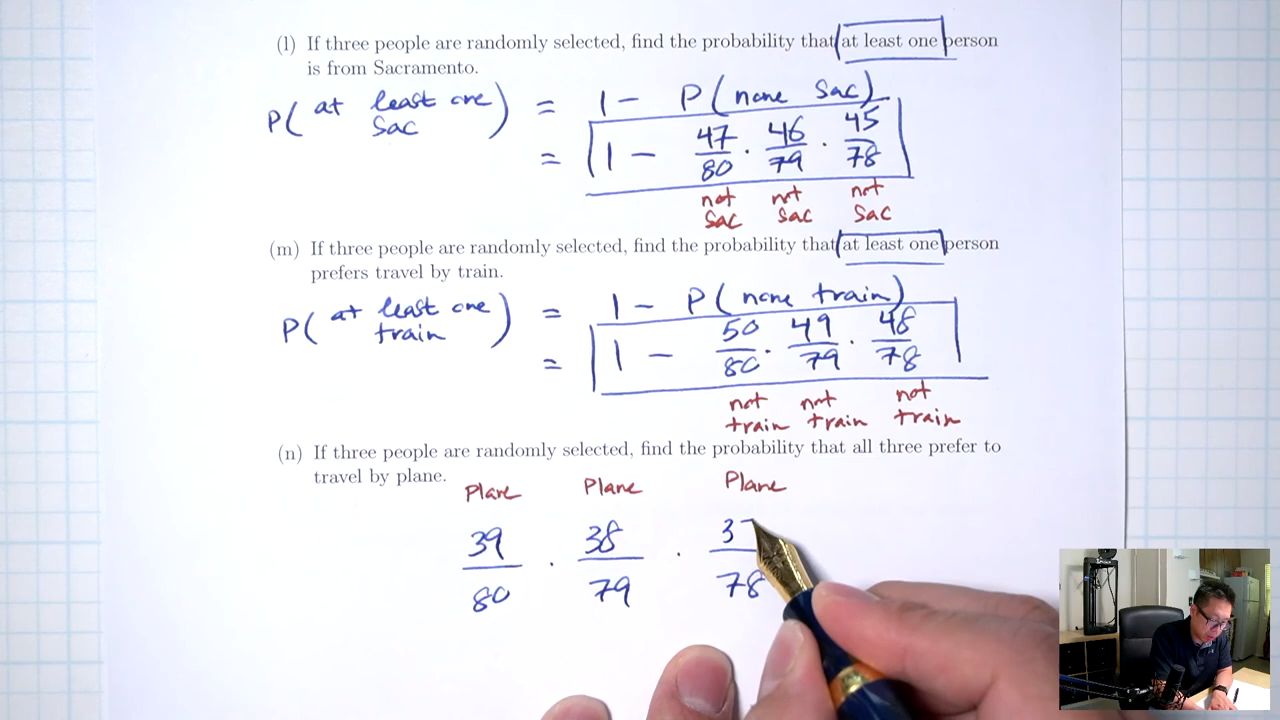 (l) If three people are randomly selected, find the probability that at least one person
is from Sacramento.
P( at least one Sac ) = 1 - P( none Sac )
= 1 - 47/80 · 46/79 · 45/78
not Sac not Sac not Sac
(m) If three people are randomly selected, find the probability that at least one person
prefers travel by train.
P( at least one train ) = 1 - P( none train )
= 1 - 50/80 · 49/79 · 48/78
not train not train not train
(n) If three people are randomly selected, find the probability that all three prefer to
travel by plane.
Plane Plane Plane
39/80 · 38/79 · 37/78